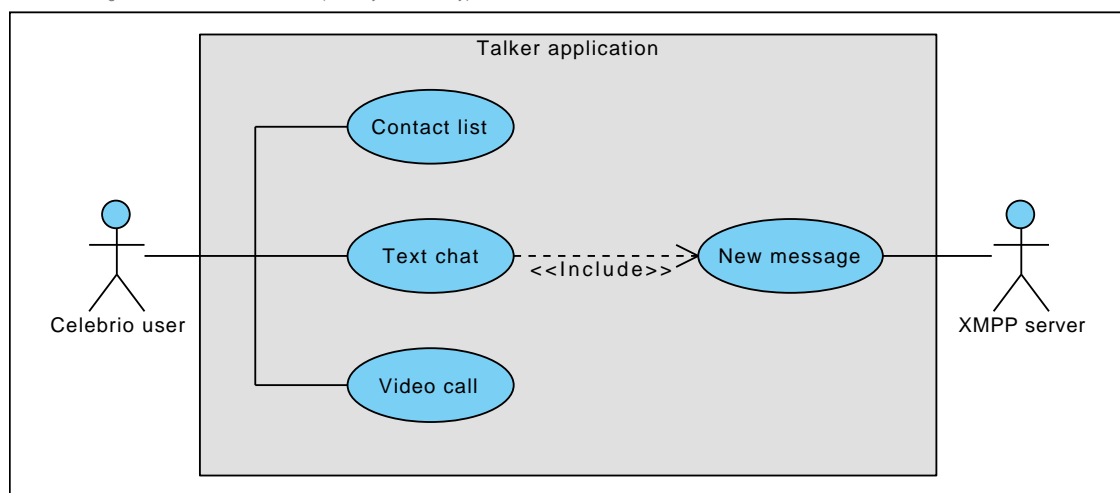 Talker application
Contact list
Text chat
<<Include>>
New message
Celebrio user
XMPP server
Video call